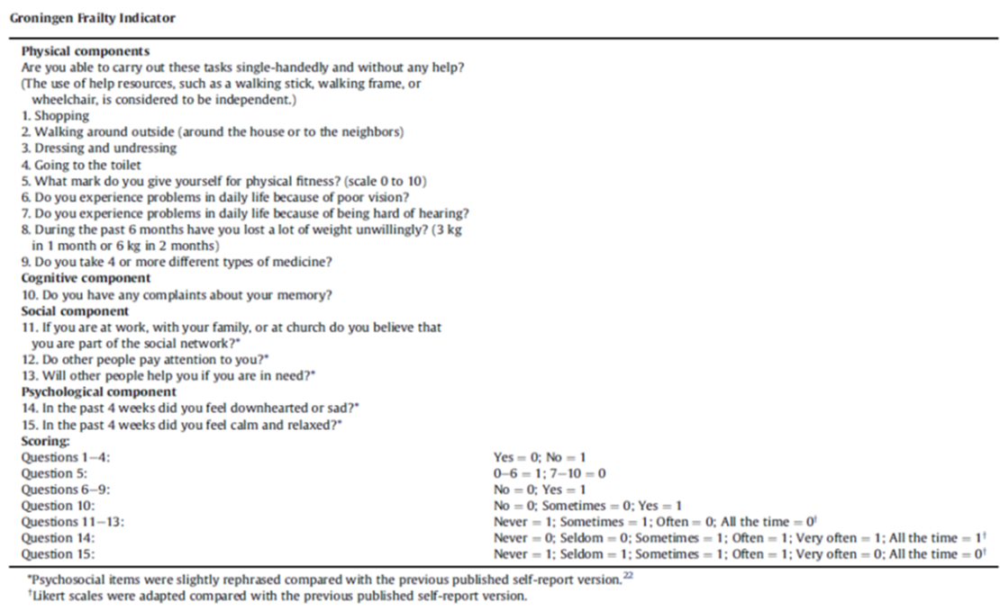 Groningen Frailty Indicator
Physical components
Are you able to carry out these tasks single-handedly and without any help?
(The use of help resources, such as a walking stick, walking frame, or
wheelchair, is considered to be independent.)
1. Shopping
2. Walking around outside (around the house or to the neighbors)
3. Dressing and undressing
4. Going to the toilet
5. What mark do you give yourself for physical fitness? (scale 0 to 10)
6. Do you experience problems in daily life because of poor vision?
7. Do you experience problems in daily life because of being hard of hearing?
8. During the past 6 months have you lost a lot of weight unwillingly? (3 kg
in 1 month or 6 kg in 2 months)
9. Do you take 4 or more different types of medicine?
Cognitive component
10. Do you have any complaints about your memory?
Social component
11. If you are at work, with your family, or at church do you believe that
you are part of the social network?*
12. Do other people pay attention to you?*
13. Will other people help you if you are in need?*
Psychological component
14. In the past 4 weeks did you feel downhearted or sad?*
15. In the past 4 weeks did you feel calm and relaxed?*
Scoring:
Questions 1–4: Yes = 0; No = 1
Question 5: 0–6 = 1; 7–10 = 0
Questions 6–9: No = 0; Yes = 1
Question 10: No = 0; Sometimes = 0; Yes = 1
Questions 11–13: Never = 1; Sometimes = 1; Often = 0; All the time = 0†
Question 14: Never = 0; Seldom = 0; Sometimes = 1; Often = 1; Very often = 1; All the time = 1†
Question 15: Never = 1; Seldom = 1; Sometimes = 1; Often = 1; Very often = 0; All the time = 0†
*Psychosocial items were slightly rephrased compared with the previous published self-report version.22
†Likert scales were adapted compared with the previous published self-report version.